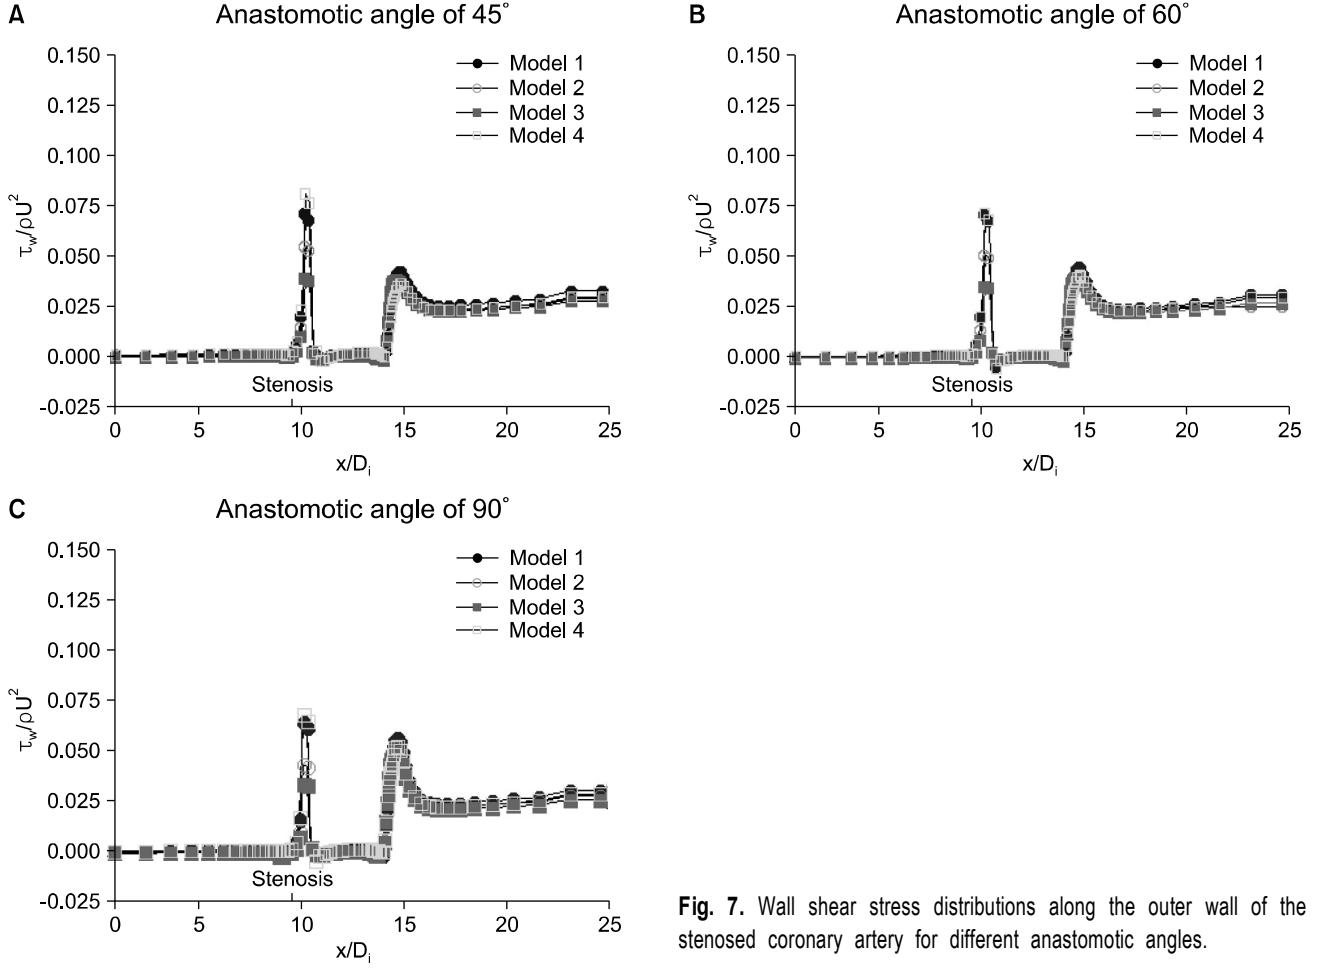 A Anastomotic angle of 45°
0.150
0.125
0.100
0.075
0.050
0.025
0.000
-0.025
τw/ρU²
Model 1
Model 2
Model 3
Model 4
Stenosis
0 5 10 15 20 25
x/Di
B Anastomotic angle of 60°
0.150
0.125
0.100
0.075
0.050
0.025
0.000
-0.025
τw/ρU²
Model 1
Model 2
Model 3
Model 4
Stenosis
0 5 10 15 20 25
x/Di
C Anastomotic angle of 90°
0.150
0.125
0.100
0.075
0.050
0.025
0.000
-0.025
τw/ρU²
Model 1
Model 2
Model 3
Model 4
Stenosis
0 5 10 15 20 25
x/Di
Fig. 7. Wall shear stress distributions along the outer wall of the
stenosed coronary artery for different anastomotic angles.